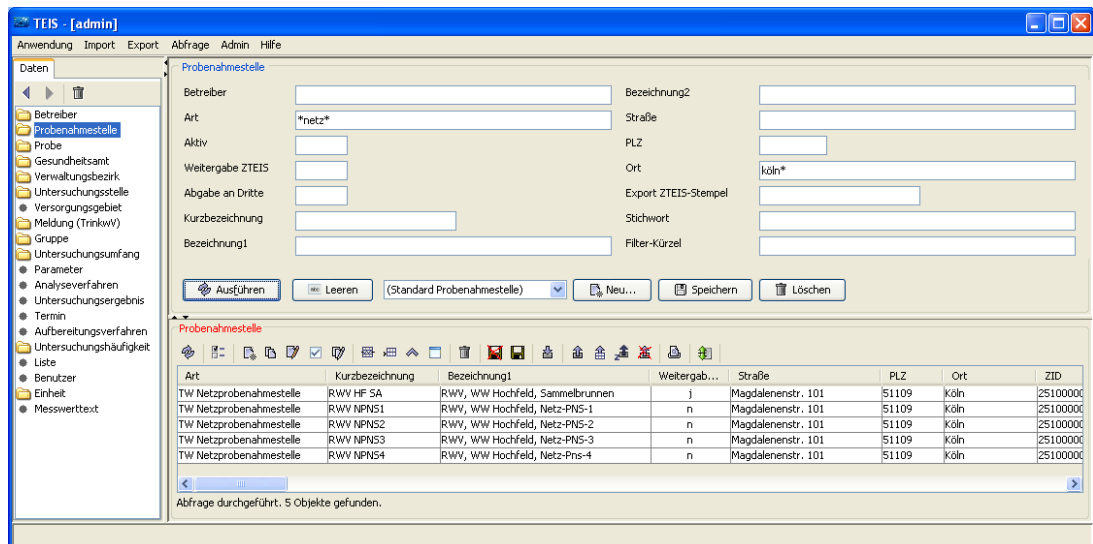 TEIS - [admin]
Anwendung Import Export Abfrage Admin Hilfe
Daten
Betreiber
Probenahmestelle
Probe
Gesundheitsamt
Verwaltungsbezirk
Untersuchungsstelle
Versorgungsgebiet
Meldung (TrinkwV)
Gruppe
Untersuchungsumfang
Parameter
Analyseverfahren
Untersuchungsergebnis
Termin
Aufbereitungsverfahren
Untersuchungshäufigkeit
Liste
Benutzer
Einheit
Messwerttext
Probenahmestelle
Betreiber Bezeichnung2
Art *netz* Straße
Aktiv PLZ
Weitergabe ZTEIS Ort köln*
Abgabe an Dritte Export ZTEIS-Stempel
Kurzbezeichnung Stichwort
Bezeichnung1 Filter-Kürzel
Ausführen abc Leeren (Standard Probenahmestelle) Neu... Speichern Löschen
Probenahmestelle
Art Kurzbezeichnung Bezeichnung1 Weitergab... Straße PLZ Ort ZID
TW Netzprobenahmestelle RWV HF SA RWV, WW Hochfeld, Sammelbrunnen j Magdalenenstr. 101 51109 Köln 25100000
TW Netzprobenahmestelle RWV NPNS1 RWV, WW Hochfeld, Netz-PNS-1 n Magdalenenstr. 101 51109 Köln 25100000
TW Netzprobenahmestelle RWV NPNS2 RWV, WW Hochfeld, Netz-PNS-2 n Magdalenenstr. 101 51109 Köln 25100000
TW Netzprobenahmestelle RWV NPNS3 RWV, WW Hochfeld, Netz-PNS-3 n Magdalenenstr. 101 51109 Köln 25100000
TW Netzprobenahmestelle RWV NPNS4 RWV, WW Hochfeld, Netz-Pns-4 n Magdalenenstr. 101 51109 Köln 25100000
Abfrage durchgeführt. 5 Objekte gefunden.